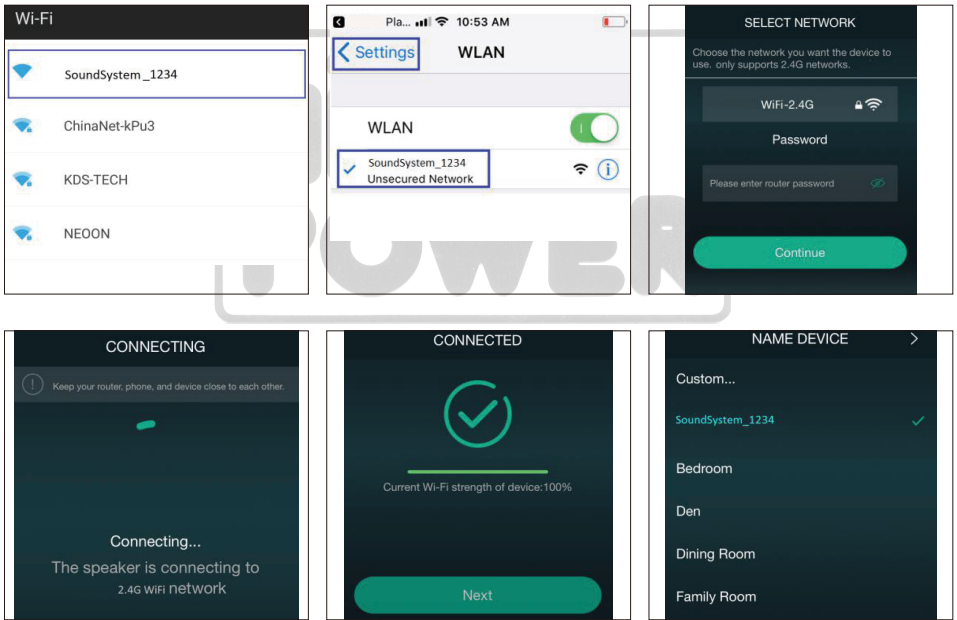 Wi-Fi
SoundSystem_1234
ChinaNet-kPu3
KDS-TECH
NEOON
Pla... 10:53 AM
Settings WLAN
WLAN
SoundSystem_1234
Unsecured Network
SELECT NETWORK
Choose the network you want the device to
use. only supports 2.4G networks.
WiFi-2.4G
Password
Please enter router password
Continue
CONNECTING
Keep your router, phone, and device close to each other.
Connecting...
The speaker is connecting to
2.4G WiFi network
CONNECTED
Current Wi-Fi strength of device:100%
Next
NAME DEVICE
Custom...
SoundSystem_1234
Bedroom
Den
Dining Room
Family Room
POWER